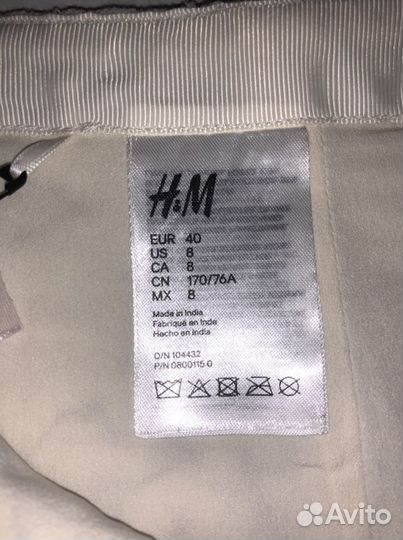 H&M
EUR 40
US 8
CA 8
CN 170/76A
MX 8
Made in India
Fabriqué en Inde
Hecho en India
O/N 104432
P/N 0800115 0
Avito